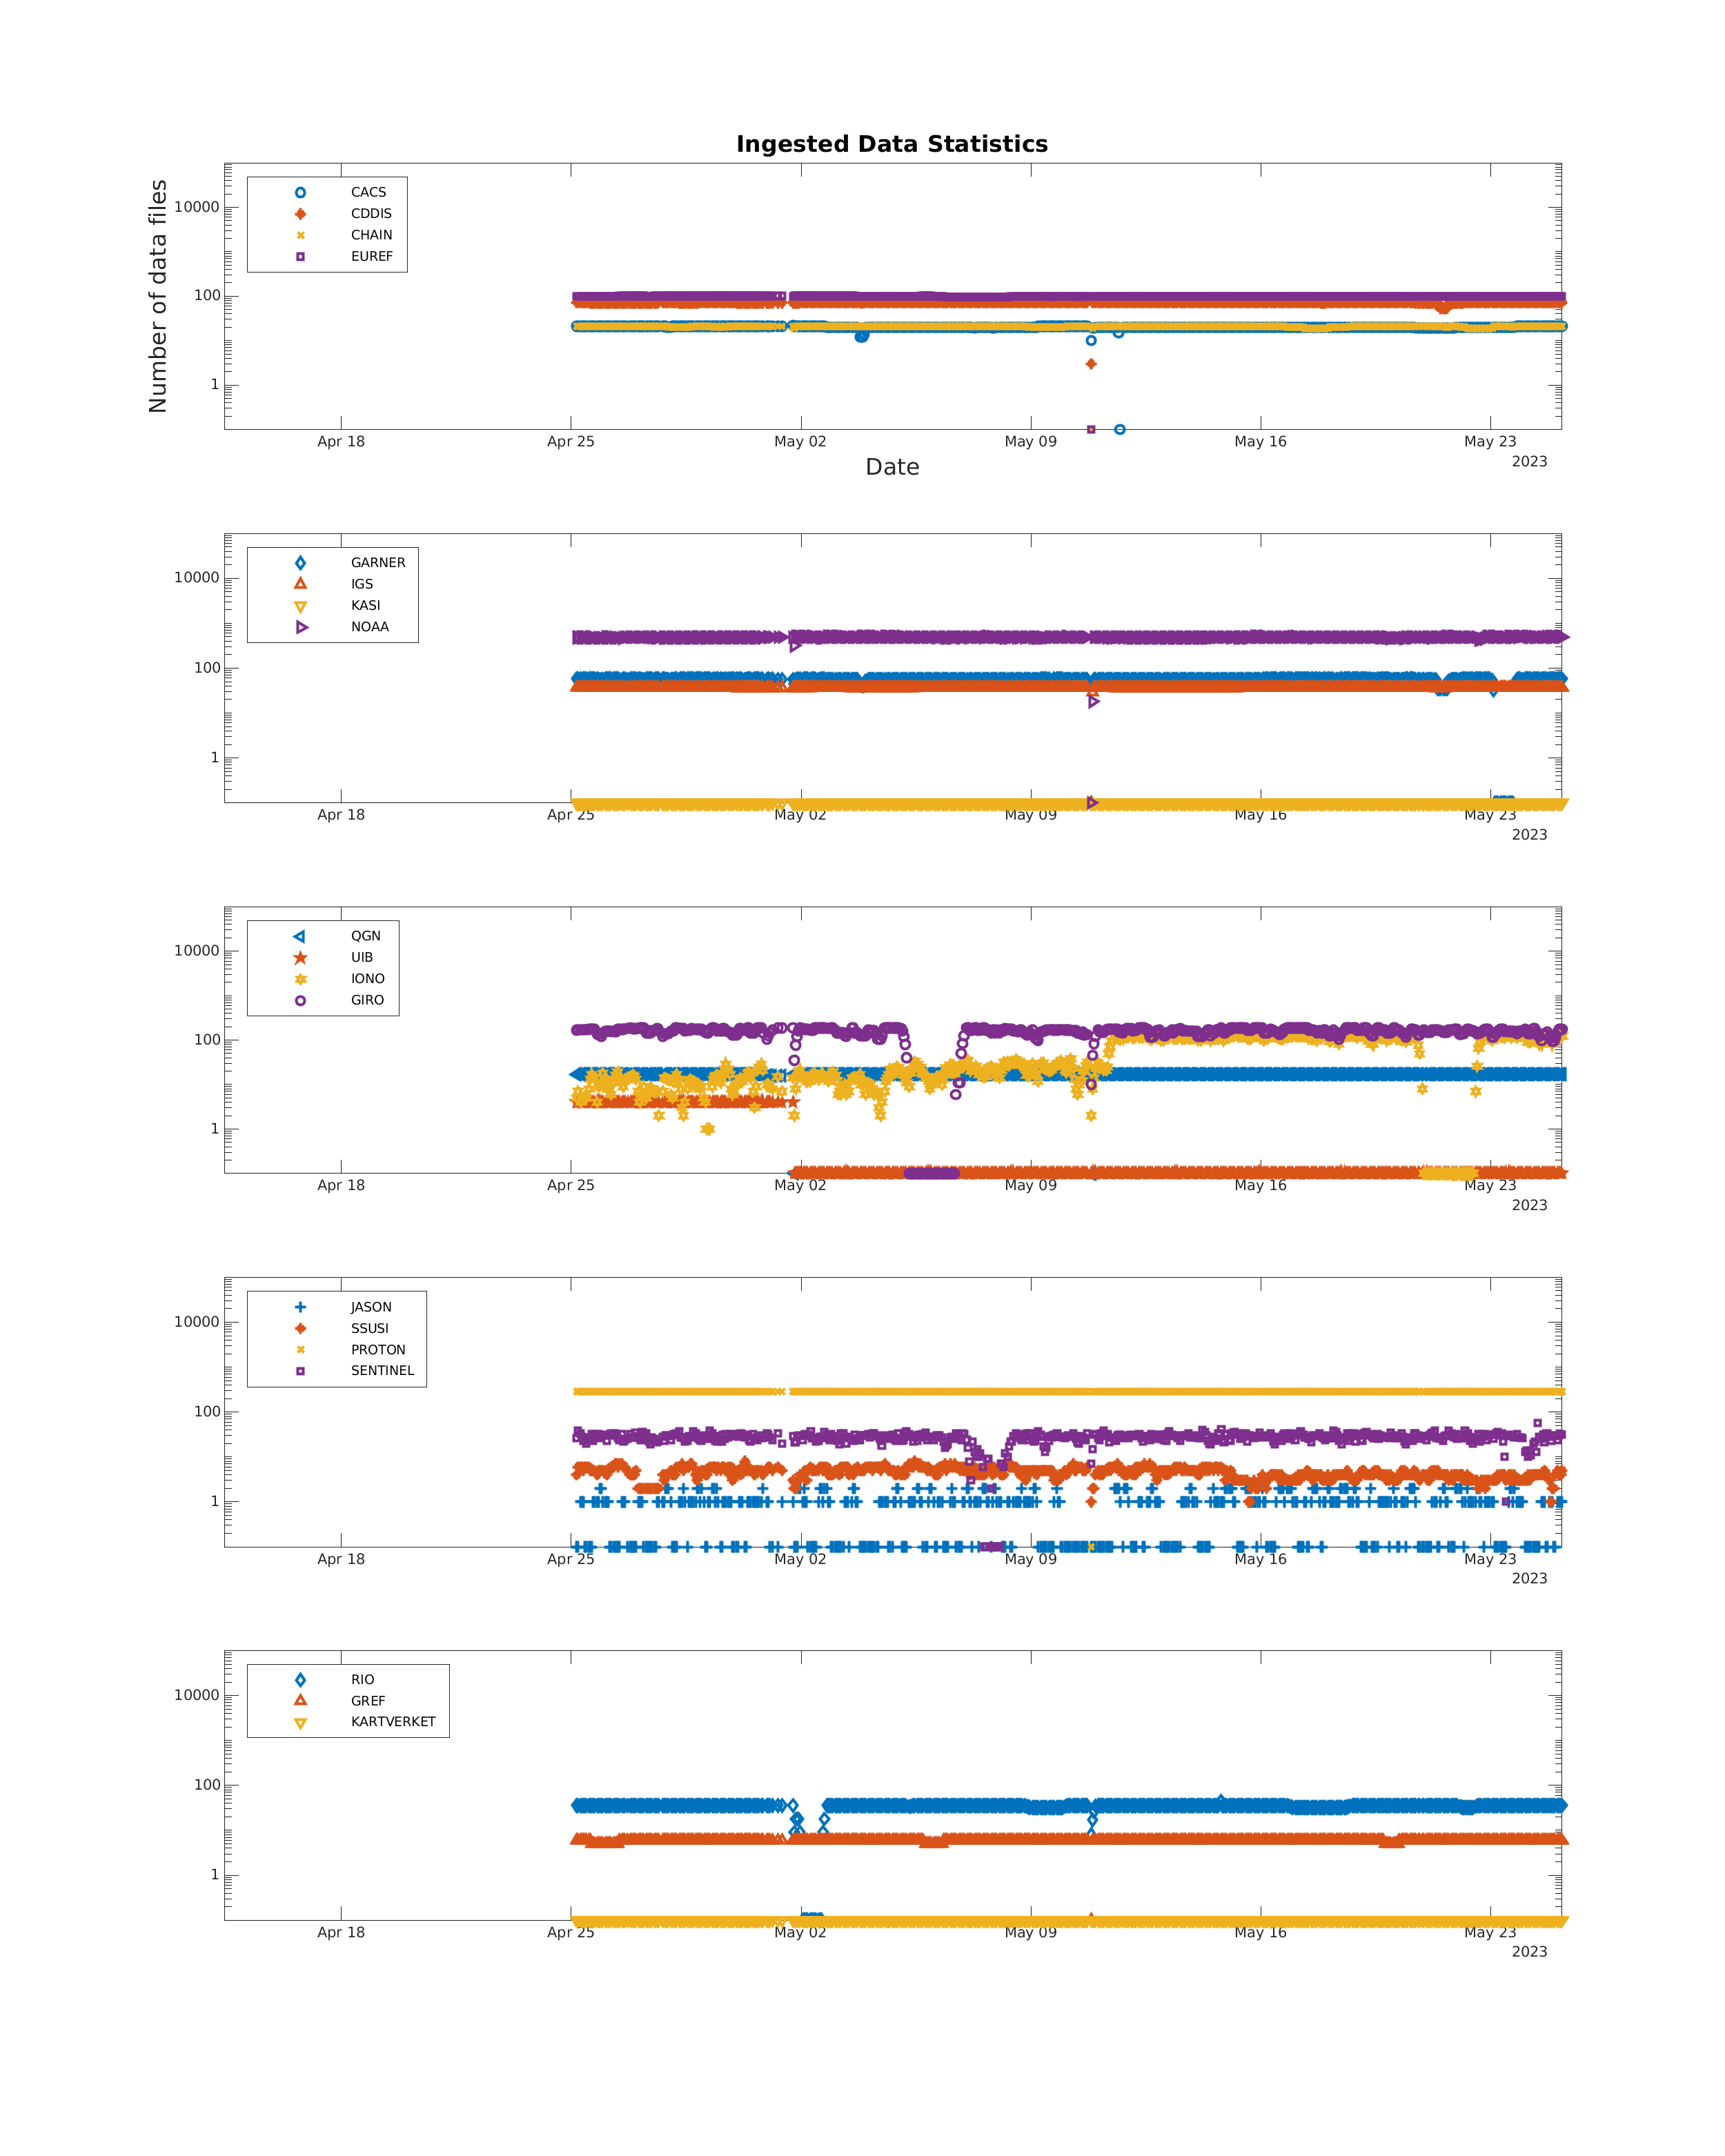 Ingested Data Statistics
Number of data files
CACS
CDDIS
CHAIN
EUREF
10000
100
1
Apr 18 Apr 25 May 02 May 09 May 16 May 23
2023
Date
GARNER
IGS
KASI
NOAA
10000
100
1
Apr 18 Apr 25 May 02 May 09 May 16 May 23
2023
QGN
UIB
IONO
GIRO
10000
100
1
Apr 18 Apr 25 May 02 May 09 May 16 May 23
2023
JASON
SSUSI
PROTON
SENTINEL
10000
100
1
Apr 18 Apr 25 May 02 May 09 May 16 May 23
2023
RIO
GREF
KARTVERKET
10000
100
1
Apr 18 Apr 25 May 02 May 09 May 16 May 23
2023